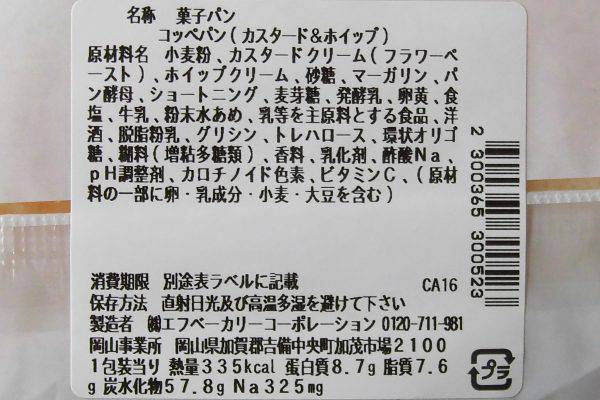 名称 菓子パン
コッペパン(カスタード&ホイップ)
原材料名 小麦粉、カスタードクリーム(フラワーペ
ースト)、ホイップクリーム、砂糖、マーガリン、パ
ン酵母、ショートニング、麦芽糖、発酵乳、卵黄、食
塩、牛乳、粉末水あめ、乳等を主原料とする食品、洋
酒、脱脂粉乳、グリシン、トレハロース、環状オリゴ
糖、糊料(増粘多糖類)、香料、乳化剤、酢酸Na、
pH調整剤、カロチノイド色素、ビタミンC、(原材
料の一部に卵・乳成分・小麦・大豆を含む)
消費期限 別途表ラベルに記載 CA16
保存方法 直射日光及び高温多湿を避けて下さい
製造者 ㈱エフベーカリーコーポレーション 0120-711-981
岡山事業所 岡山県加賀郡吉備中央町加茂市場2100
1包装当り 熱量335kcal 蛋白質8.7g 脂質7.6
g 炭水化物57.8g Na325mg
2 300365 300523
プラ